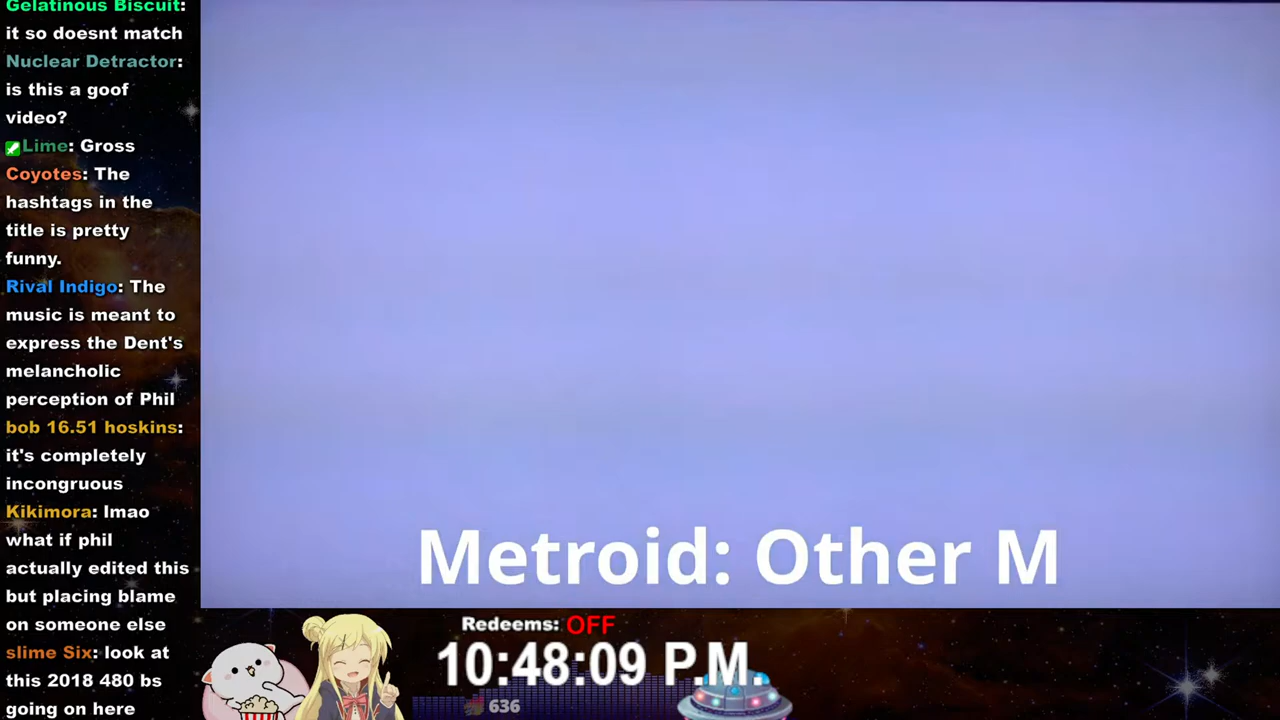 Gelatinous Biscuit:
it so doesnt match
Nuclear Detractor:
is this a goof
video?
Lime: Gross
Coyotes: The
hashtags in the
title is pretty
funny.
Rival Indigo: The
music is meant to
express the Dent's
melancholic
perception of Phil
bob 16.51 hoskins:
it's completely
incongruous
Kikimora: lmao
what if phil
actually edited this
but placing blame
on someone else
slime Six: look at
this 2018 480 bs
going on here
Metroid: Other M
Redeems: OFF
10:48:09 P.M.
636